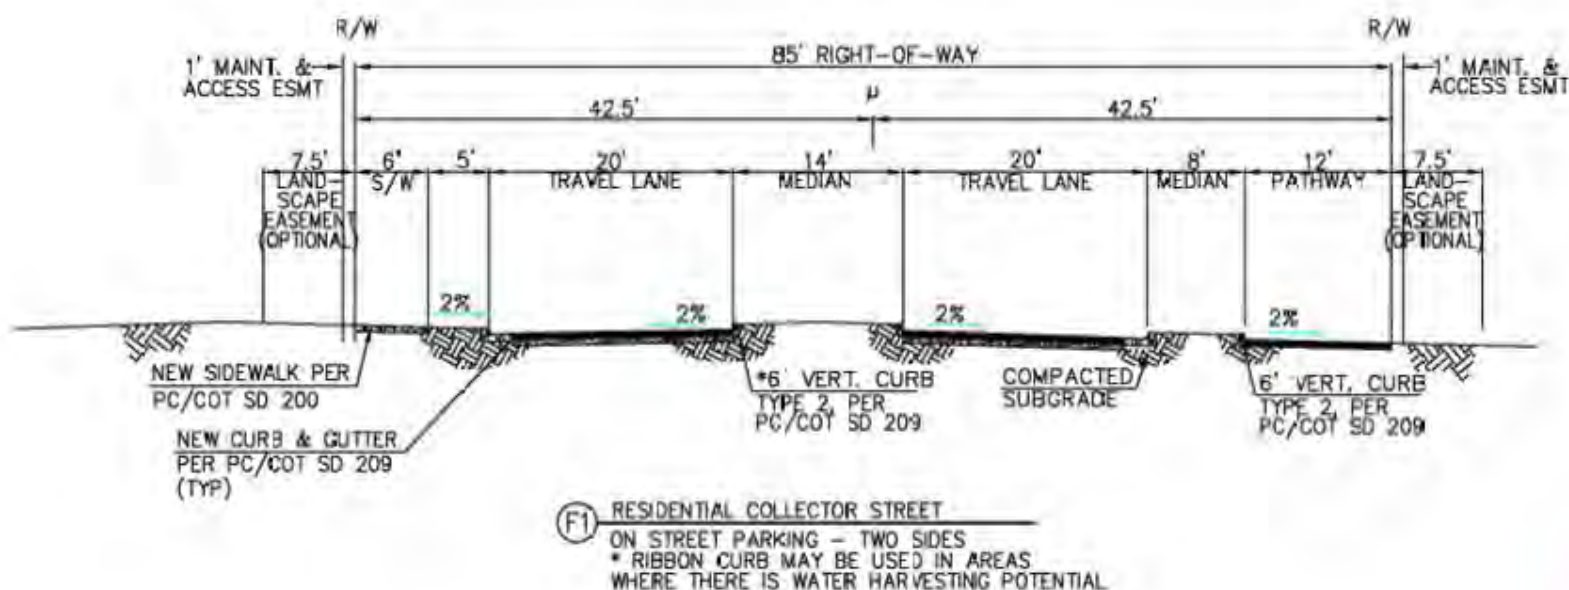 R/W
R/W
85' RIGHT-OF-WAY
1' MAINT. &
ACCESS ESMT
1' MAINT. &
ACCESS ESMT
μ
42.5'
42.5'
7.5'
6'
5'
20'
14'
20'
8'
12'
7.5'
LAND-
SCAPE
EASEMENT
(OPTIONAL)
S/W
TRAVEL LANE
MEDIAN
TRAVEL LANE
MEDIAN
PATHWAY
LAND-
SCAPE
EASEMENT
(OPTIONAL)
2%
2%
2%
2%
NEW SIDEWALK PER
PC/COT SD 200
NEW CURB & GUTTER
PER PC/COT SD 209
(TYP)
*6' VERT. CURB
TYPE 2, PER
PC/COT SD 209
COMPACTED
SUBGRADE
6' VERT. CURB
TYPE 2, PER
PC/COT SD 209
F1
RESIDENTIAL COLLECTOR STREET
ON STREET PARKING - TWO SIDES
* RIBBON CURB MAY BE USED IN AREAS
WHERE THERE IS WATER HARVESTING POTENTIAL